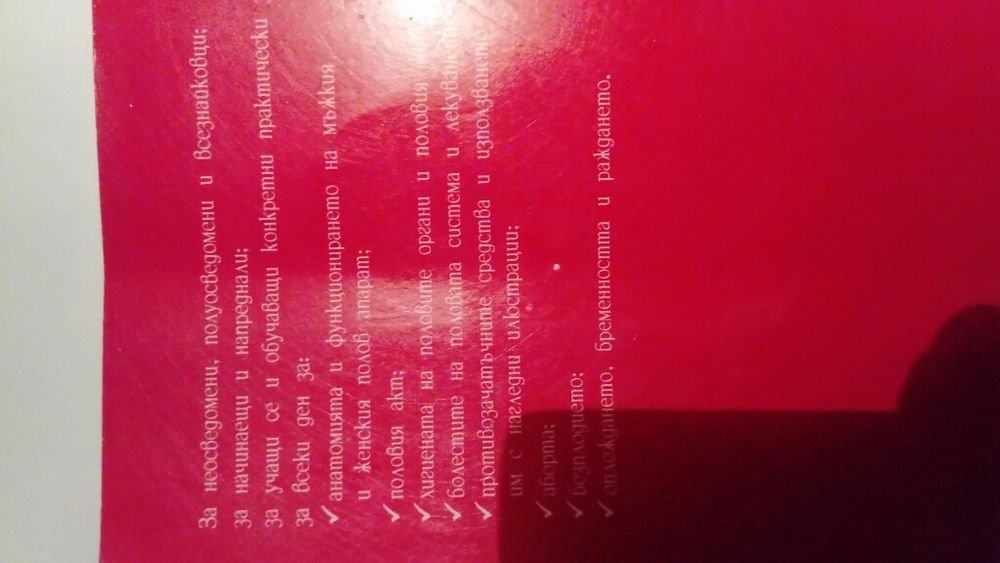 За неосведомени, полуосведомени и всезнайковци;
за начинаещи и напреднали;
за учащи се и обучаващи конкретни практически
за всеки ден за:
✓ анатомията и функционирането на мъжкия
и женския полов апарат;
✓ половия акт;
✓ хигиената на половите органи и половия
✓ болестите на половата система и лекуването
✓ противозачатъчните средства и използването
им с нагледни илюстрации;
✓ аборта;
✓ безплодието;
✓ оплождането, бременността и раждането.